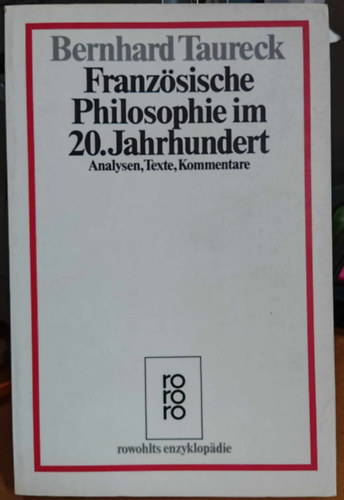 Bernhard Taureck
Französische
Philosophie im
20. Jahrhundert
Analysen, Texte, Kommentare
ro
ro
ro
rowohlts enzyklopädie